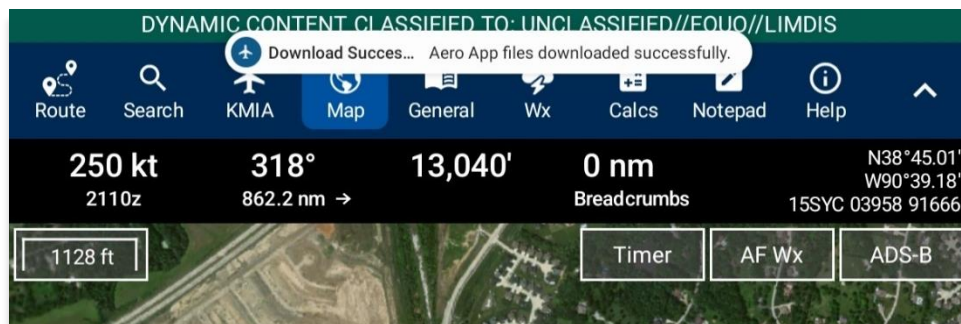 DYNAMIC CONTENT CLASSIFIED TO: UNCLASSIFIED//FOUO//LIMDIS
Download Succes... Aero App files downloaded successfully.
Route Search KMIA Map General Wx Calcs Notepad Help
250 kt 318° 13,040' 0 nm N38°45.01'
2110z 862.2 nm → Breadcrumbs W90°39.18'
15SYC 03958 91666
1128 ft Timer AF Wx ADS-B